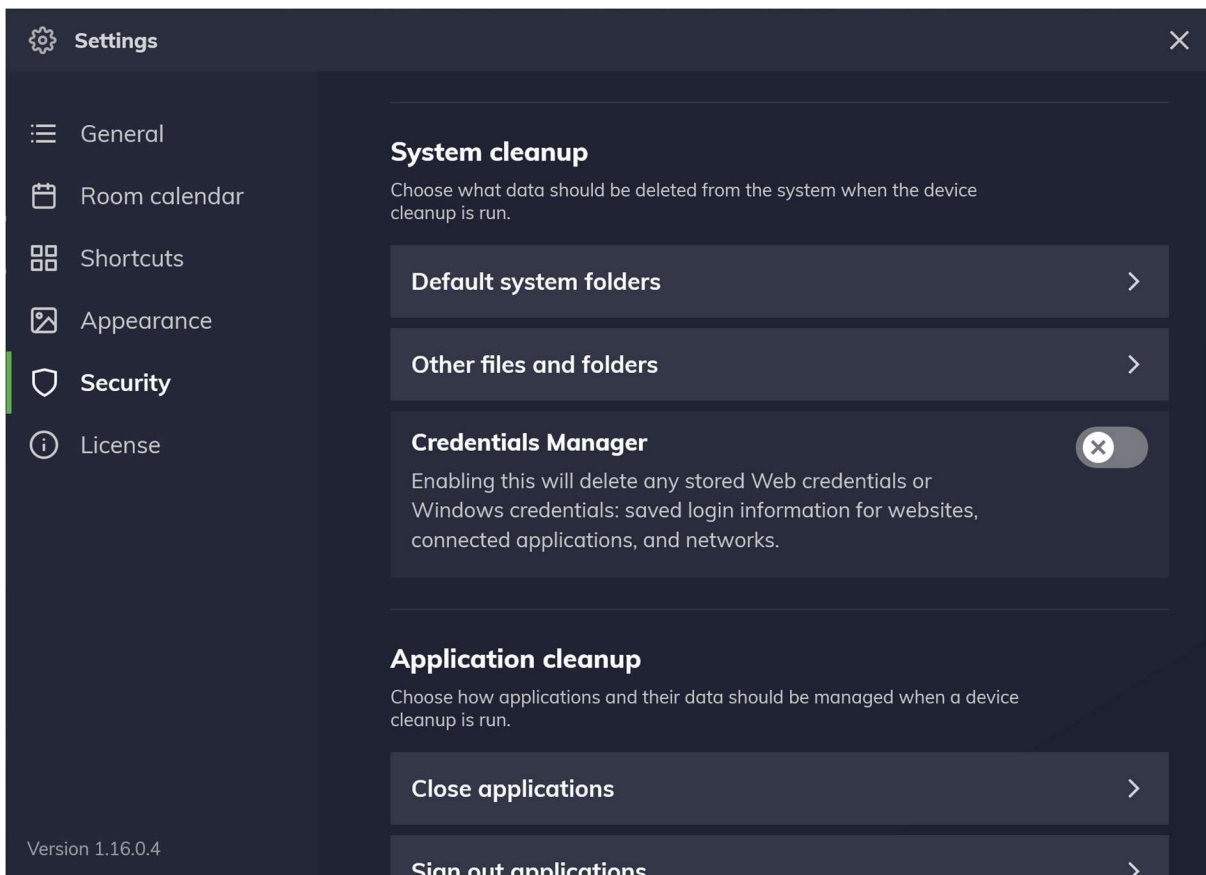 Settings
General
Room calendar
Shortcuts
Appearance
Security
License
Version 1.16.0.4
System cleanup
Choose what data should be deleted from the system when the device
cleanup is run.
Default system folders
Other files and folders
Credentials Manager
Enabling this will delete any stored Web credentials or
Windows credentials: saved login information for websites,
connected applications, and networks.
Application cleanup
Choose how applications and their data should be managed when a device
cleanup is run.
Close applications
Sign out applications